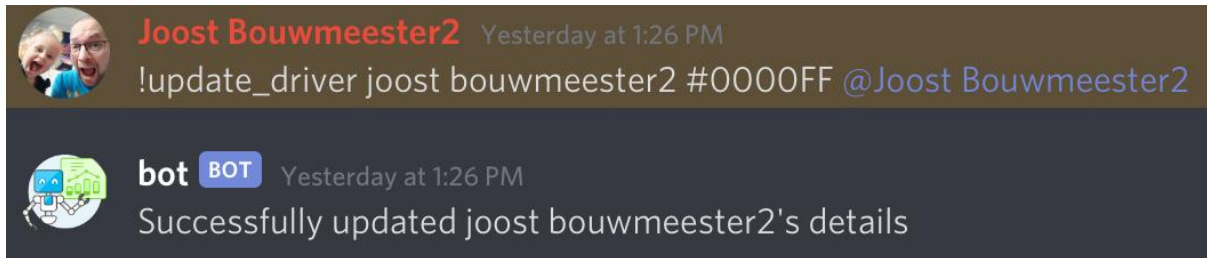 Joost Bouwmeester2 Yesterday at 1:26 PM
!update_driver joost bouwmeester2 #0000FF @Joost Bouwmeester2
bot BOT Yesterday at 1:26 PM
Successfully updated joost bouwmeester2's details